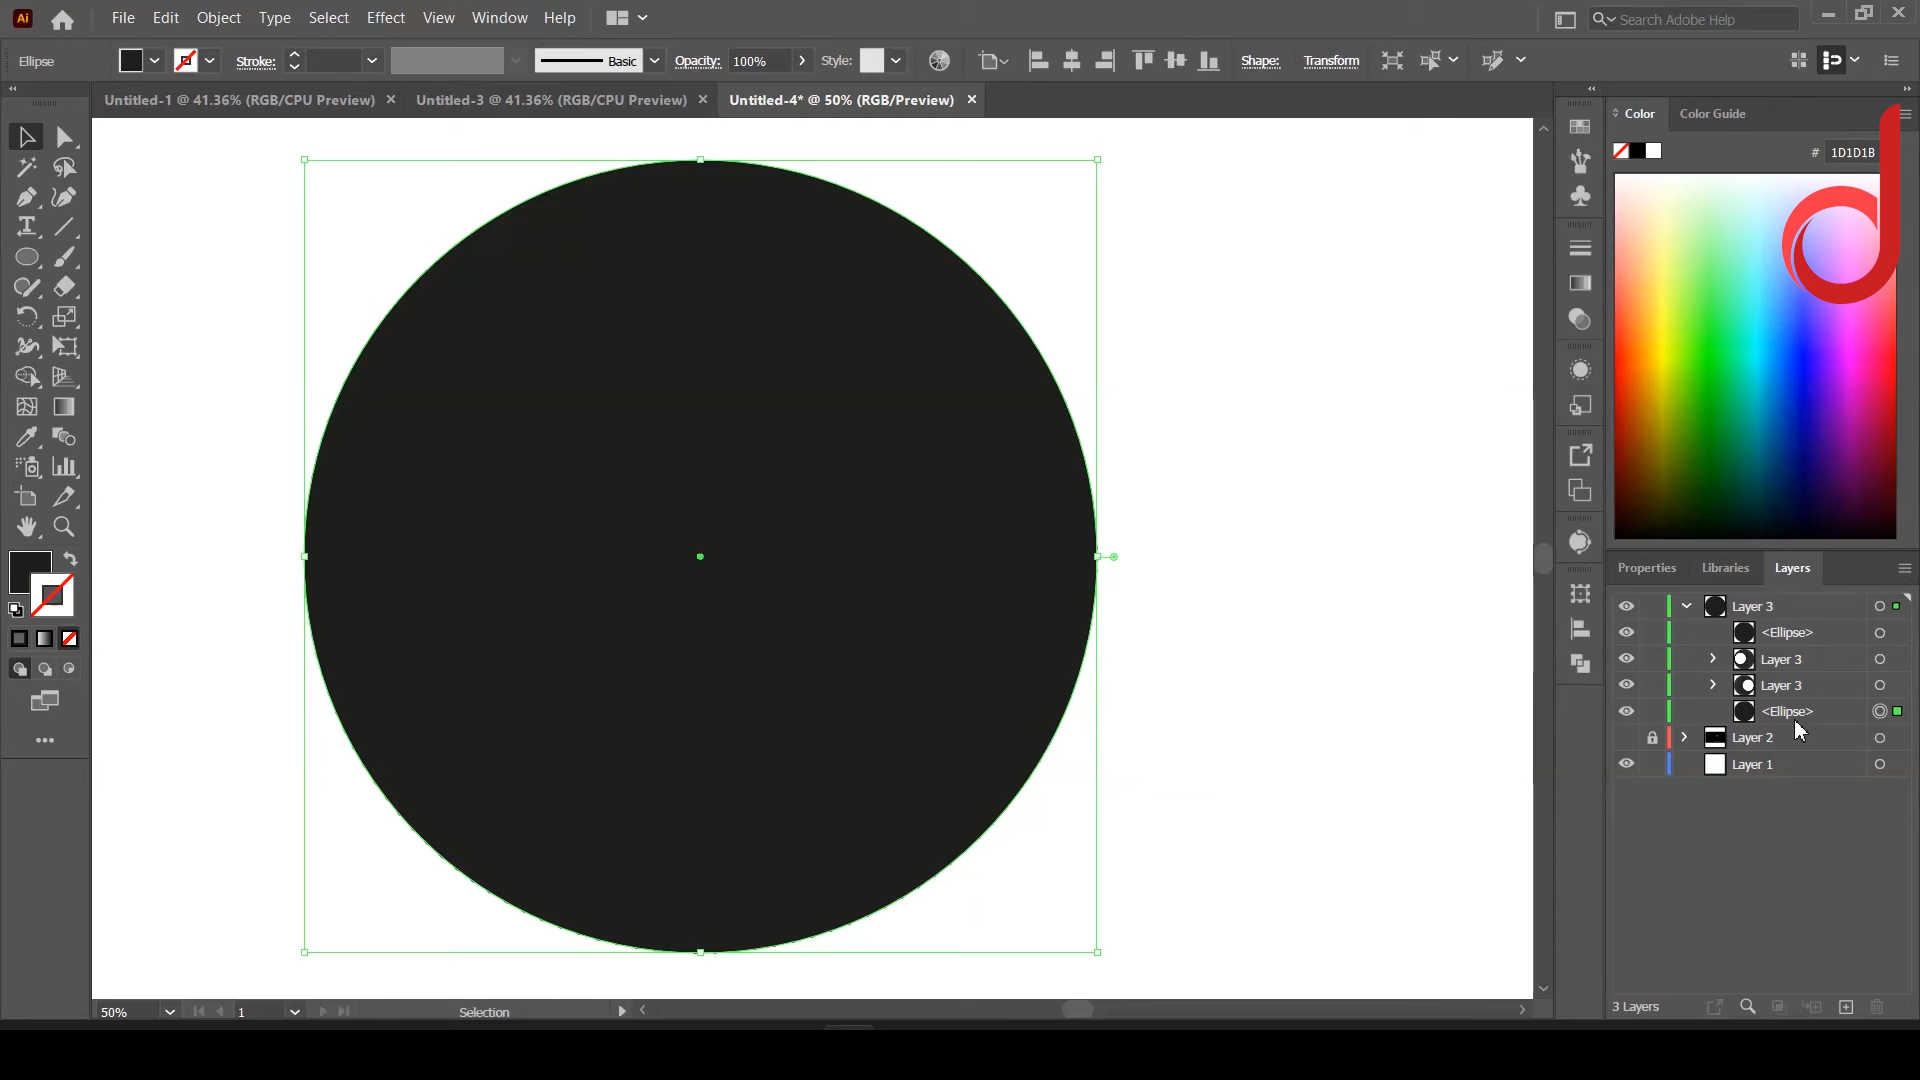 Ai File Edit Object Type Select Effect View Window Help Search Adobe Help
Ellipse Stroke: Basic Opacity: 100% Style: Shape: Transform
Untitled-1 @ 41.36% (RGB/CPU Preview) × Untitled-3 @ 41.36% (RGB/CPU Preview) × Untitled-4* @ 50% (RGB/Preview) ×
Color Color Guide
# 1D1D1B
Properties Libraries Layers
Layer 3
<Ellipse>
Layer 3
Layer 3
<Ellipse>
Layer 2
Layer 1
3 Layers
50% 1 Selection